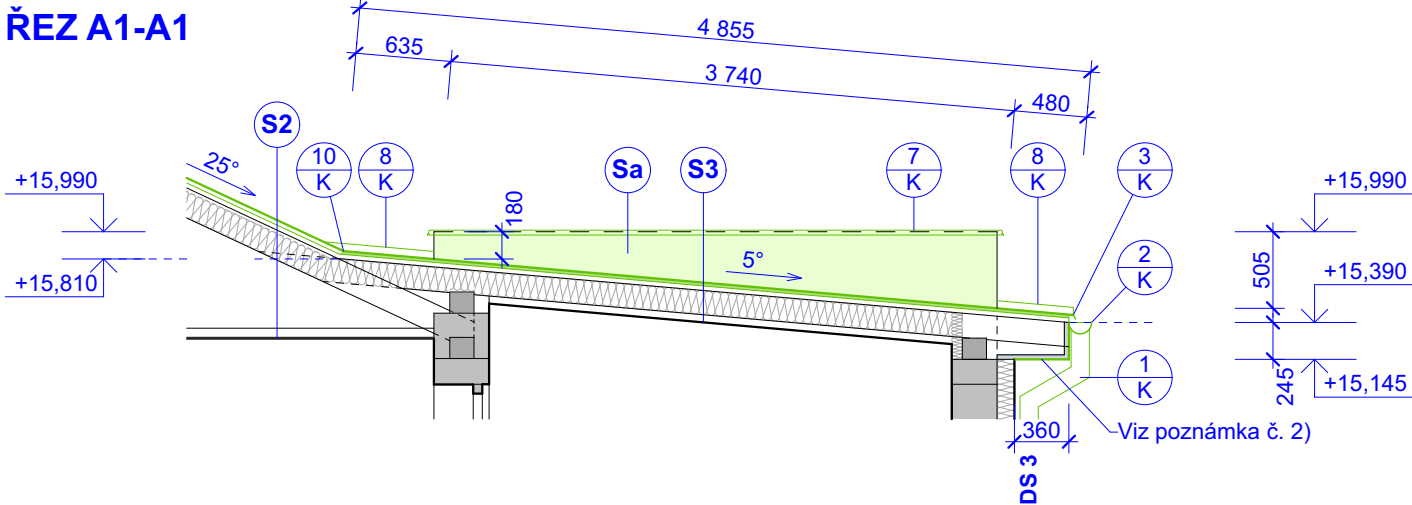 ŘEZ A1-A1
4 855
635
3 740
480
S2
25°
10
K
8
K
Sa
S3
7
K
8
K
3
K
+15,990
+15,990
180
5°
2
K
505
+15,390
+15,810
1
K
245
+15,145
360
Viz poznámka č. 2)
DS 3